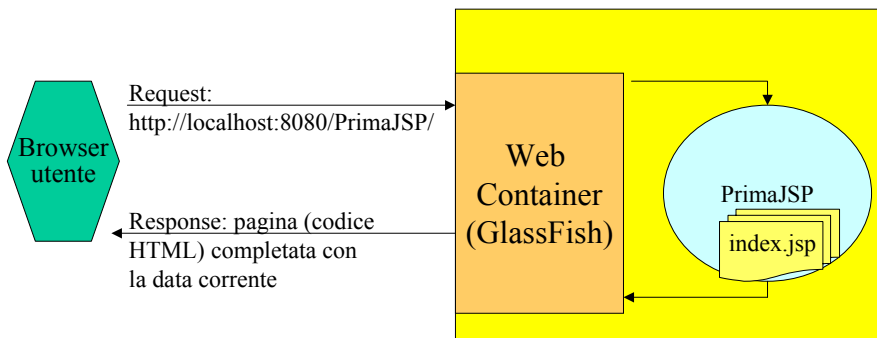 Request:
http://localhost:8080/PrimaJSP/
Browser
utente
Response: pagina (codice
HTML) completata con
la data corrente
Web
Container
(GlassFish)
PrimaJSP
index.jsp